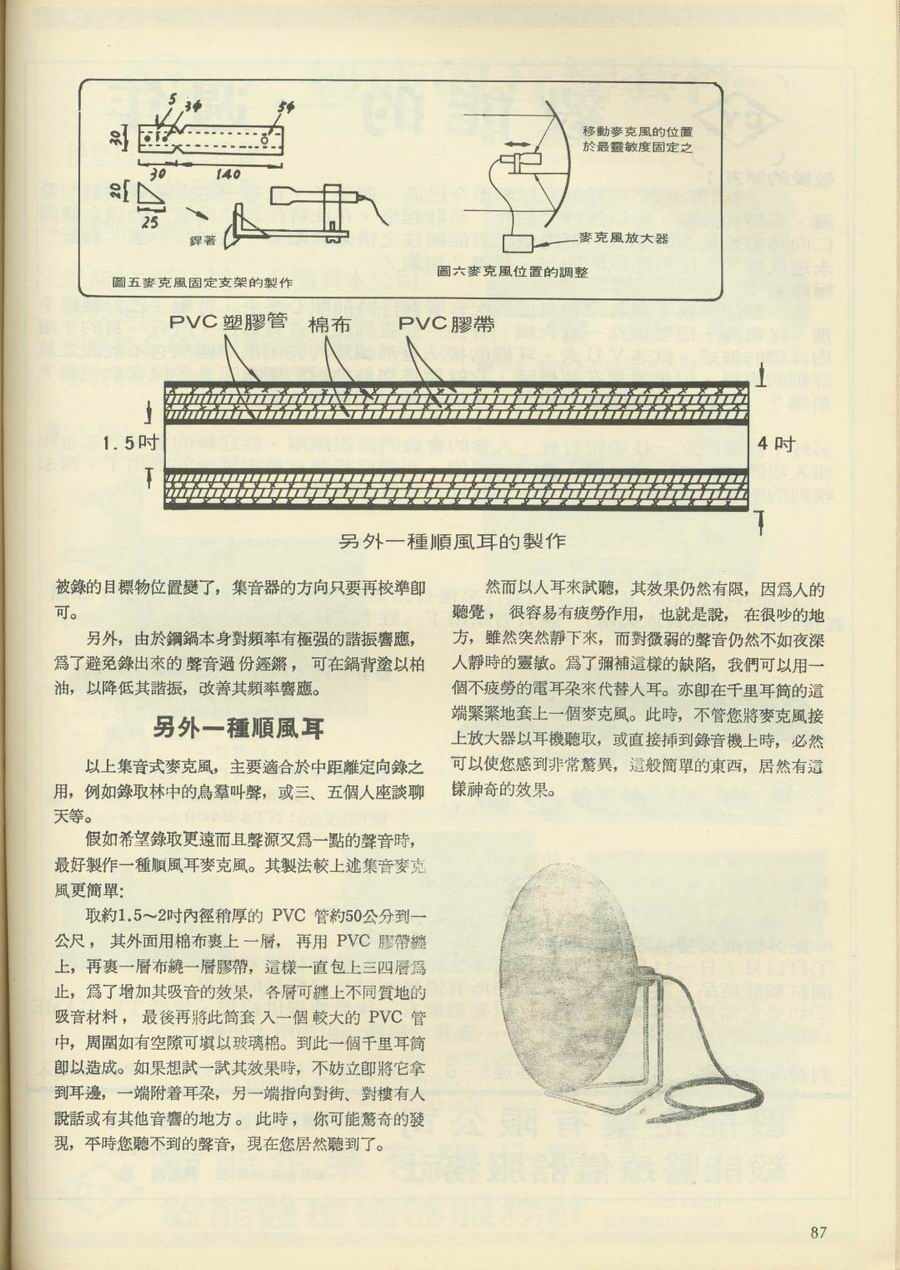 5
3φ
5φ
30
30
140
20
25
銲著
圖五麥克風固定支架的製作
移動麥克風的位置
於最靈敏度固定之
麥克風放大器
圖六麥克風位置的調整
PVC塑膠管
棉布
PVC膠帶
1.5吋
4吋
另外一種順風耳的製作
被錄的目標物位置變了，集音器的方向只要再校準卽
可。
另外，由於鋼鍋本身對頻率有極强的諧振響應，
爲了避免錄出來的聲音過份鏗鏘，可在鍋背塗以柏
油，以降低其諧振，改善其頻率響應。
另外一種順風耳
以上集音式麥克風，主要適合於中距離定向錄之
用，例如錄取林中的鳥羣叫聲，或三、五個人座談聊
天等。
假如希望錄取更遠而且聲源又爲一點的聲音時，
最好製作一種順風耳麥克風。其製法較上述集音麥克
風更簡單：
取約1.5～2吋內徑稍厚的 PVC 管約50公分到一
公尺，其外面用棉布裹上一層，再用 PVC 膠帶纏
上，再裹一層布繞一層膠帶，這樣一直包上三四層爲
止，爲了增加其吸音的效果，各層可纏上不同質地的
吸音材料，最後再將此筒套入一個較大的 PVC 管
中，周圍如有空隙可塡以玻璃棉。到此一個千里耳筒
卽以造成。如果想試一試其效果時，不妨立卽將它拿
到耳邊，一端附着耳朶，另一端指向對街、對樓有人
說話或有其他音響的地方。此時，你可能驚奇的發
現，平時您聽不到的聲音，現在您居然聽到了。
然而以人耳來試聽，其效果仍然有限，因爲人的
聽覺，很容易有疲勞作用，也就是說，在很吵的地
方，雖然突然靜下來，而對微弱的聲音仍然不如夜深
人靜時的靈敏。爲了彌補這樣的缺陷，我們可以用一
個不疲勞的電耳朶來代替人耳。亦卽在千里耳筒的這
端緊緊地套上一個麥克風。此時，不管您將麥克風接
上放大器以耳機聽取，或直接揷到錄音機上時，必然
可以使您感到非常驚異，這般簡單的東西，居然有這
樣神奇的效果。
87